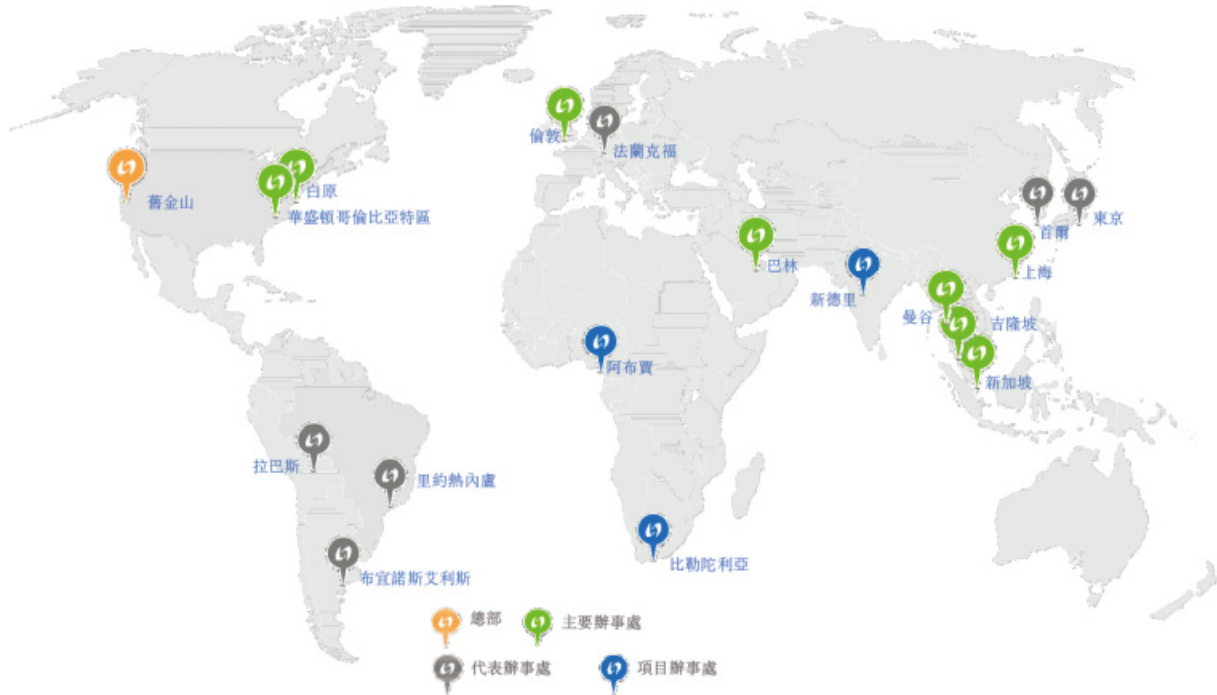 倫敦
法蘭克福
白原
舊金山
華盛頓哥倫比亞特區
首爾
東京
巴林
上海
新德里
曼谷
吉隆坡
阿布賈
新加坡
拉巴斯
里約熱內盧
比勒陀利亞
布宜諾斯艾利斯
總部
主要辦事處
代表辦事處
項目辦事處